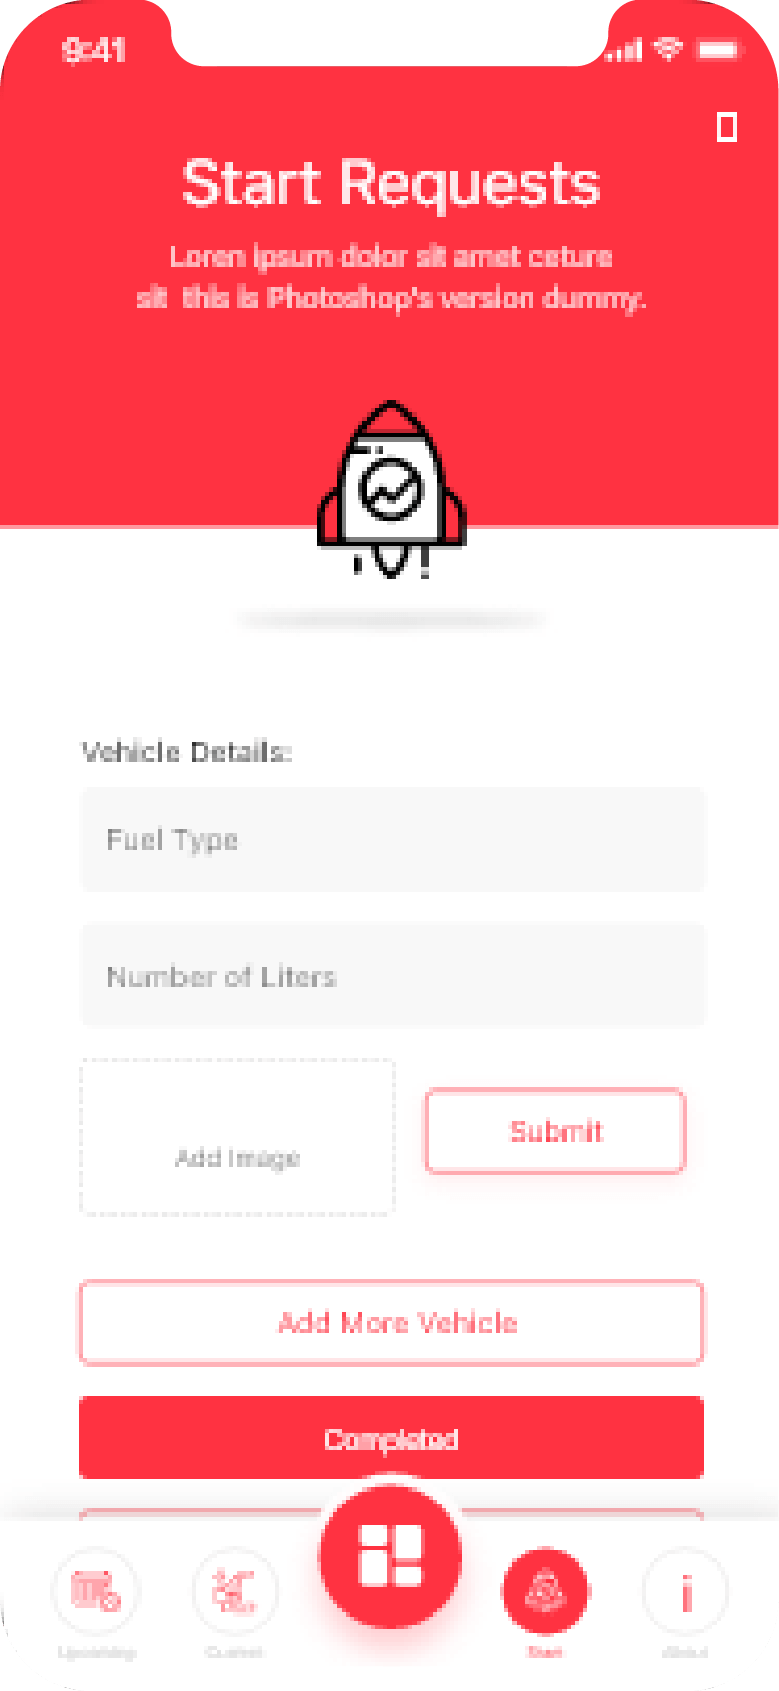 9:41
Start Requests
Loren ipsum dolor sit amet ceture
sit this is Photoshop's version dummy.
Vehicle Details:
Fuel Type
Number of Liters
Add Image
Submit
Add More Vehicle
Completed
Upcoming
Start
About